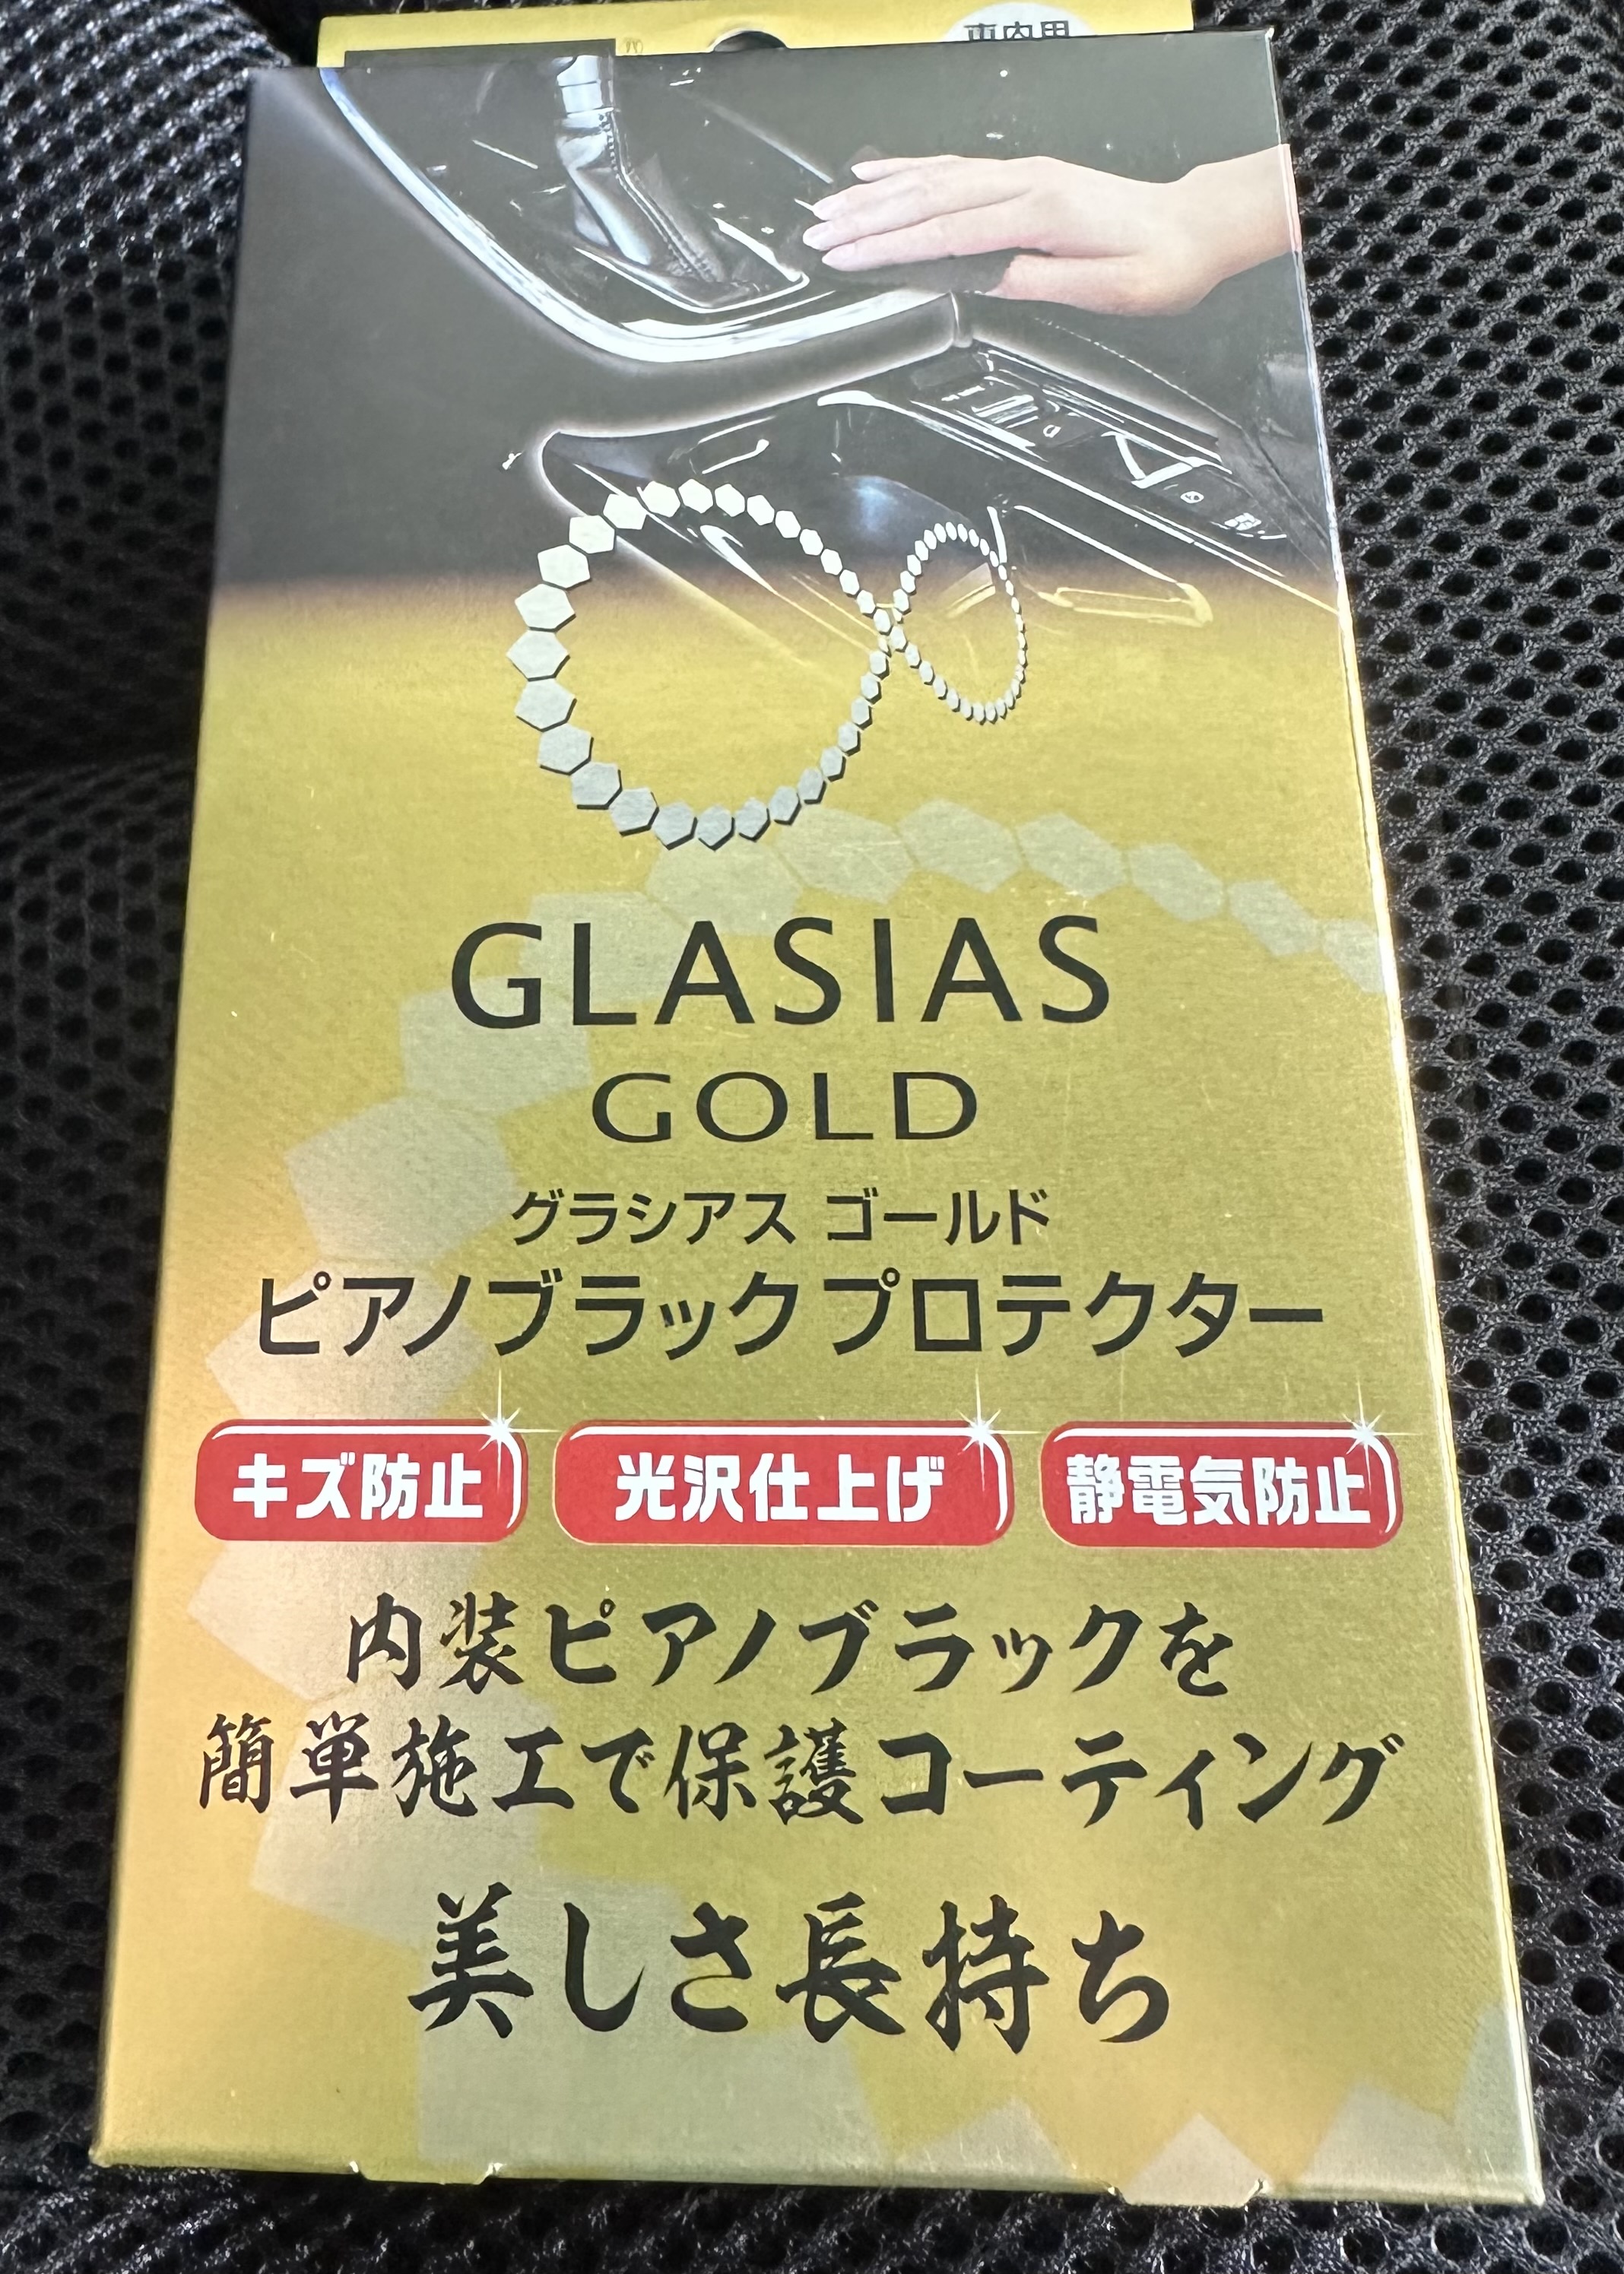 車内用
GLASIAS
GOLD
グラシアス ゴールド
ピアノブラックプロテクター
キズ防止 光沢仕上げ 静電気防止
内装ピアノブラックを
簡単施工で保護コーティング
美しさ長持ち